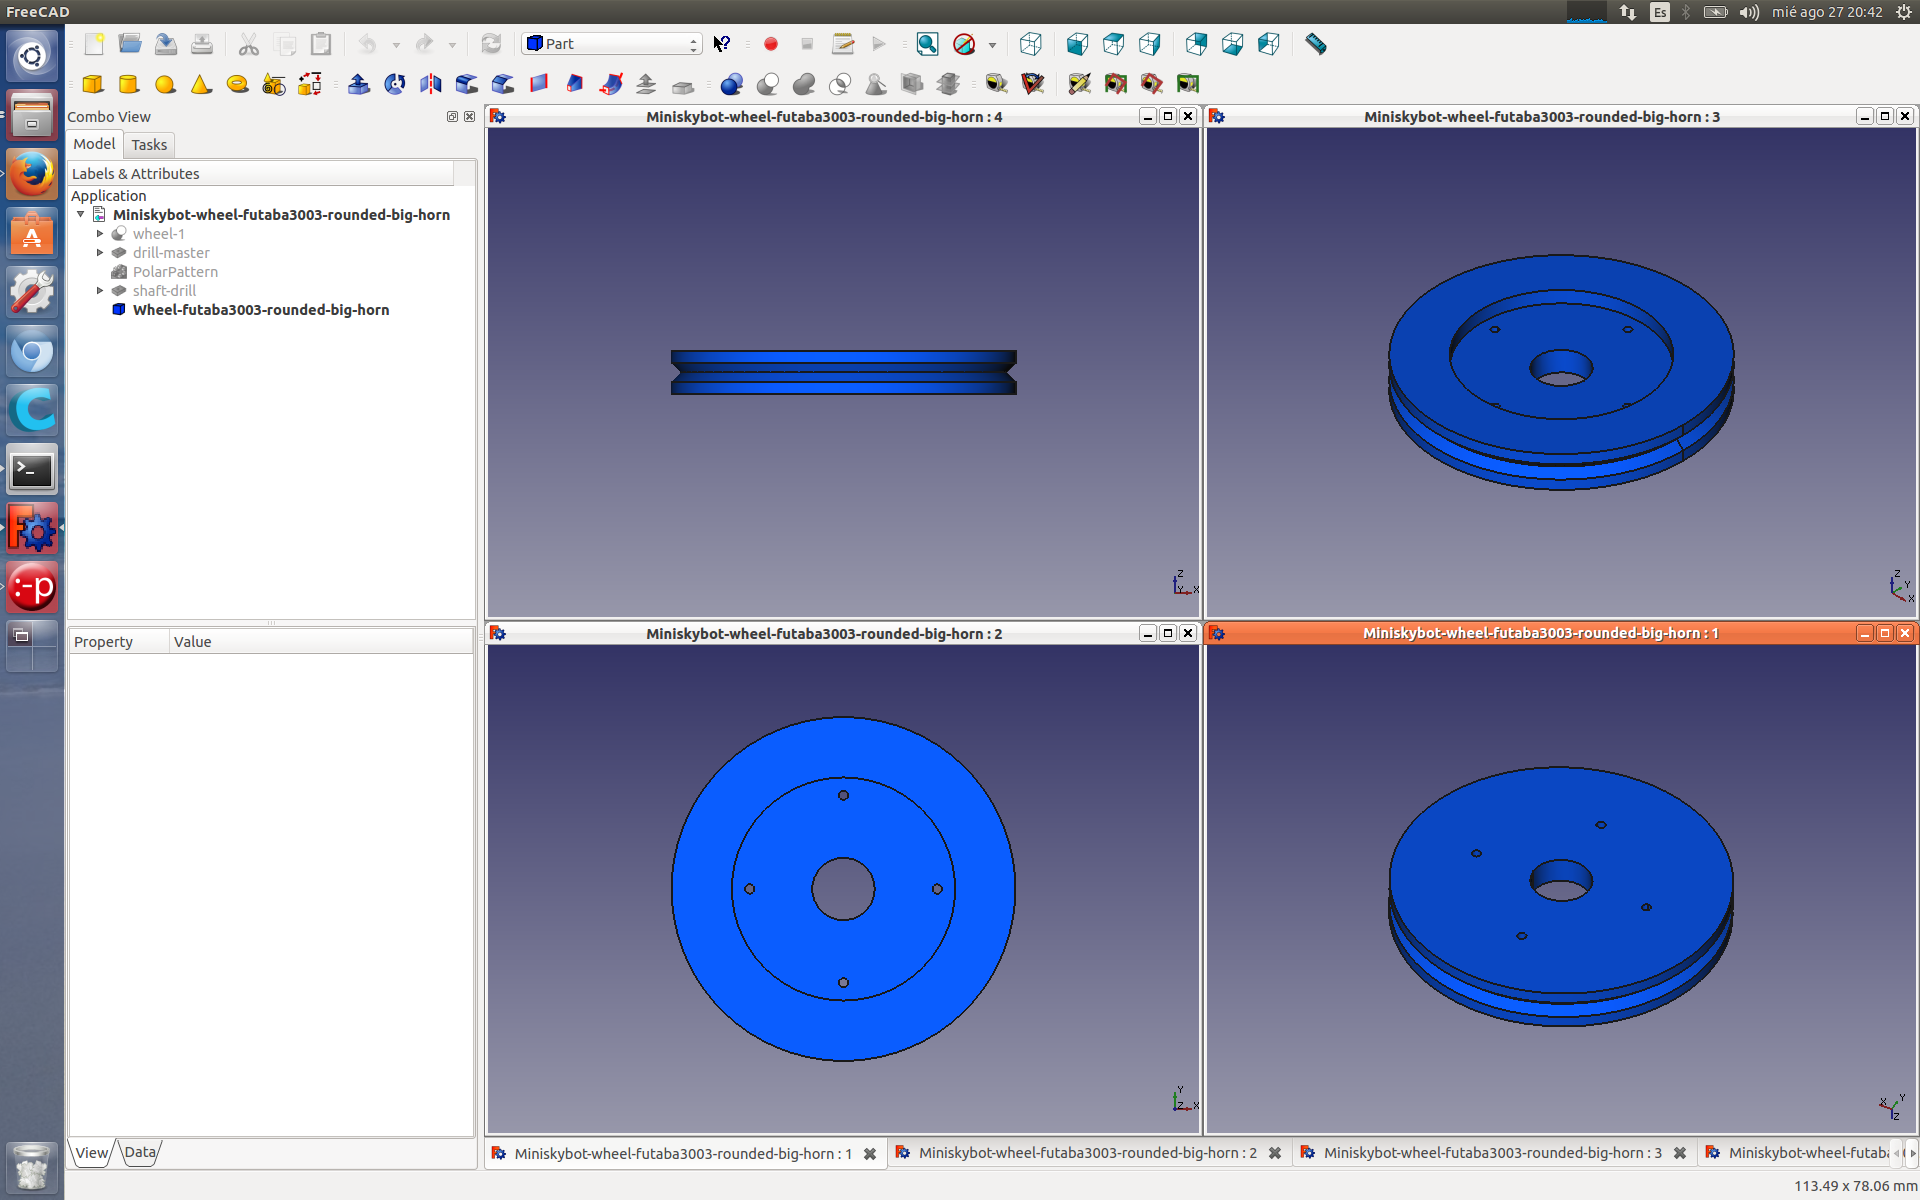 FreeCAD
Es
mié ago 27 20:42
Part
Combo View
Model
Tasks
Labels & Attributes
Application
Miniskybot-wheel-futaba3003-rounded-big-horn
wheel-1
drill-master
PolarPattern
shaft-drill
Wheel-futaba3003-rounded-big-horn
Property
Value
View
Data
Miniskybot-wheel-futaba3003-rounded-big-horn : 4
Z
Y
X
Miniskybot-wheel-futaba3003-rounded-big-horn : 3
Z
Y
X
Miniskybot-wheel-futaba3003-rounded-big-horn : 2
Y
Z
X
Miniskybot-wheel-futaba3003-rounded-big-horn : 1
X
Y
Z
Miniskybot-wheel-futaba3003-rounded-big-horn : 1
Miniskybot-wheel-futaba3003-rounded-big-horn : 2
Miniskybot-wheel-futaba3003-rounded-big-horn : 3
Miniskybot-wheel-futaba
113.49 x 78.06 mm
:-p
>_